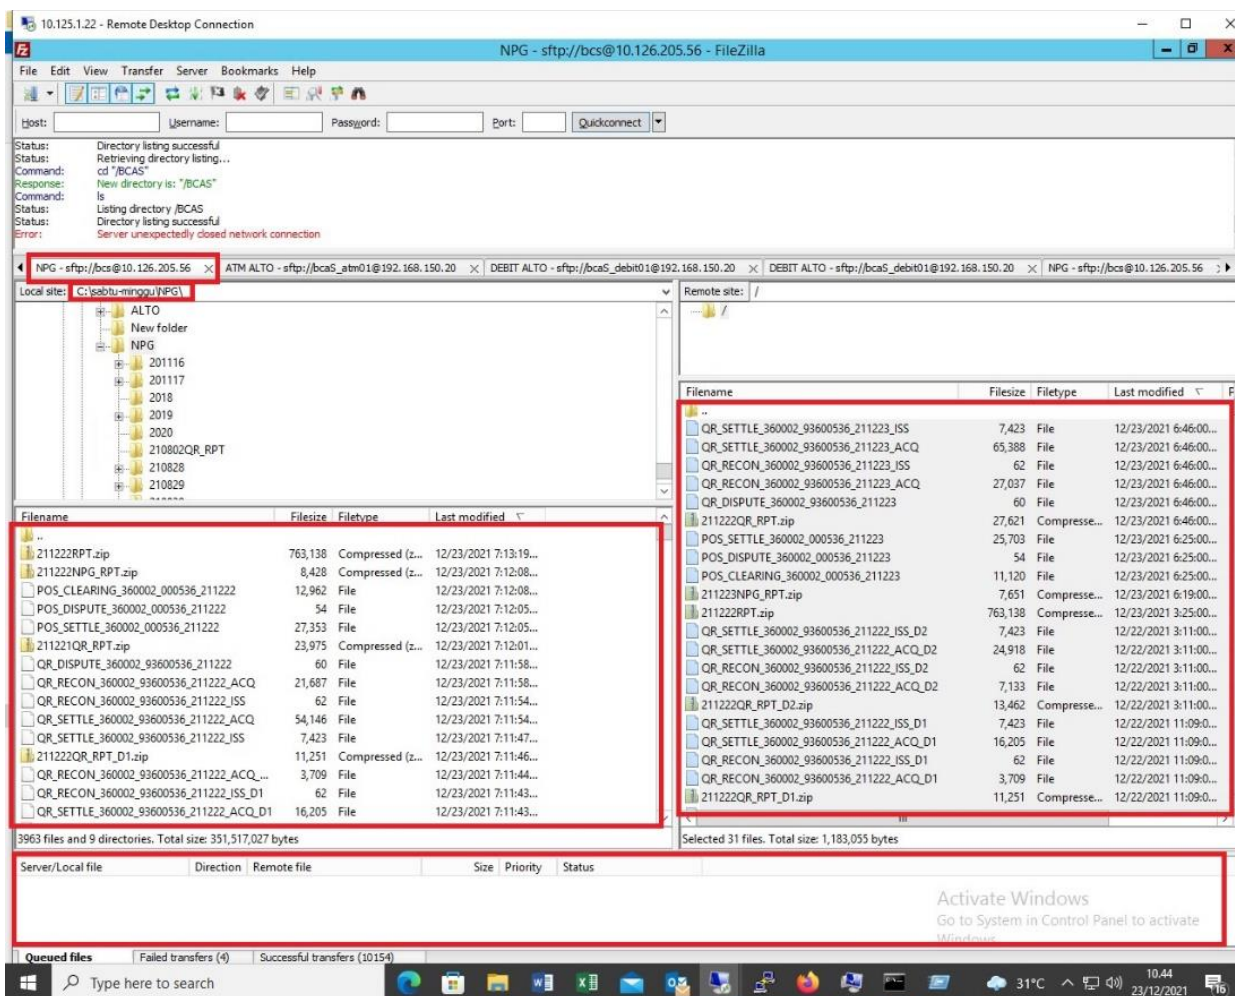 10.125.1.22 - Remote Desktop Connection
NPG - sftp://bcs@10.126.205.56 - FileZilla
File Edit View Transfer Server Bookmarks Help
Host: Username: Password: Port: Quickconnect
Status: Directory listing successful
Status: Retrieving directory listing...
Command: cd "/BCAS"
Response: New directory is: "/BCAS"
Command: ls
Status: Listing directory /BCAS
Status: Directory listing successful
Error: Server unexpectedly closed network connection
NPG - sftp://bcs@10.126.205.56 ATM ALTO - sftp://bcaS_atm01@192.168.150.20 DEBIT ALTO - sftp://bcaS_debit01@192.168.150.20 DEBIT ALTO - sftp://bcaS_debit01@192.168.150.20 NPG - sftp://bcs@10.126.205.56
Local site: C:\sabtu-minggu\NPG\
ALTO
New folder
NPG
201116
201117
2018
2019
2020
210802QR_RPT
210828
210829
Filename Filesize Filetype Last modified
..
211222RPT.zip 763,138 Compressed (z... 12/23/2021 7:13:19...
211222NPG_RPT.zip 8,428 Compressed (z... 12/23/2021 7:12:08...
POS_CLEARING_360002_000536_211222 12,962 File 12/23/2021 7:12:08...
POS_DISPUTE_360002_000536_211222 54 File 12/23/2021 7:12:05...
POS_SETTLE_360002_000536_211222 27,353 File 12/23/2021 7:12:05...
211221QR_RPT.zip 23,975 Compressed (z... 12/23/2021 7:12:01...
QR_DISPUTE_360002_93600536_211222 60 File 12/23/2021 7:11:58...
QR_RECON_360002_93600536_211222_ACQ 21,687 File 12/23/2021 7:11:58...
QR_RECON_360002_93600536_211222_ISS 62 File 12/23/2021 7:11:54...
QR_SETTLE_360002_93600536_211222_ACQ 54,146 File 12/23/2021 7:11:54...
QR_SETTLE_360002_93600536_211222_ISS 7,423 File 12/23/2021 7:11:47...
211222QR_RPT_D1.zip 11,251 Compressed (z... 12/23/2021 7:11:46...
QR_RECON_360002_93600536_211222_ACQ_... 3,709 File 12/23/2021 7:11:44...
QR_RECON_360002_93600536_211222_ISS_D1 62 File 12/23/2021 7:11:43...
QR_SETTLE_360002_93600536_211222_ACQ_D1 16,205 File 12/23/2021 7:11:43...
3963 files and 9 directories. Total size: 351,517,027 bytes
Remote site: /
/
Filename Filesize Filetype Last modified
..
QR_SETTLE_360002_93600536_211223_ISS 7,423 File 12/23/2021 6:46:00...
QR_SETTLE_360002_93600536_211223_ACQ 65,388 File 12/23/2021 6:46:00...
QR_RECON_360002_93600536_211223_ISS 62 File 12/23/2021 6:46:00...
QR_RECON_360002_93600536_211223_ACQ 27,037 File 12/23/2021 6:46:00...
QR_DISPUTE_360002_93600536_211223 60 File 12/23/2021 6:46:00...
211222QR_RPT.zip 27,621 Compresse... 12/23/2021 6:46:00...
POS_SETTLE_360002_000536_211223 25,703 File 12/23/2021 6:25:00...
POS_DISPUTE_360002_000536_211223 54 File 12/23/2021 6:25:00...
POS_CLEARING_360002_000536_211223 11,120 File 12/23/2021 6:25:00...
211223NPG_RPT.zip 7,651 Compresse... 12/23/2021 6:19:00...
211222RPT.zip 763,138 Compresse... 12/23/2021 3:25:00...
QR_SETTLE_360002_93600536_211222_ISS_D2 7,423 File 12/22/2021 3:11:00...
QR_SETTLE_360002_93600536_211222_ACQ_D2 24,918 File 12/22/2021 3:11:00...
QR_RECON_360002_93600536_211222_ISS_D2 62 File 12/22/2021 3:11:00...
QR_RECON_360002_93600536_211222_ACQ_D2 7,133 File 12/22/2021 3:11:00...
211222QR_RPT_D2.zip 13,462 Compresse... 12/22/2021 3:11:00...
QR_SETTLE_360002_93600536_211222_ISS_D1 7,423 File 12/22/2021 11:09:0...
QR_SETTLE_360002_93600536_211222_ACQ_D1 16,205 File 12/22/2021 11:09:0...
QR_RECON_360002_93600536_211222_ISS_D1 62 File 12/22/2021 11:09:0...
QR_RECON_360002_93600536_211222_ACQ_D1 3,709 File 12/22/2021 11:09:0...
211222QR_RPT_D1.zip 11,251 Compresse... 12/22/2021 11:09:0...
Selected 31 files. Total size: 1,183,055 bytes
Server/Local file Direction Remote file Size Priority Status
Activate Windows
Go to System in Control Panel to activate
Windows.
Queued files Failed transfers (4) Successful transfers (10154)
Type here to search
31°C 10.44
23/12/2021
16